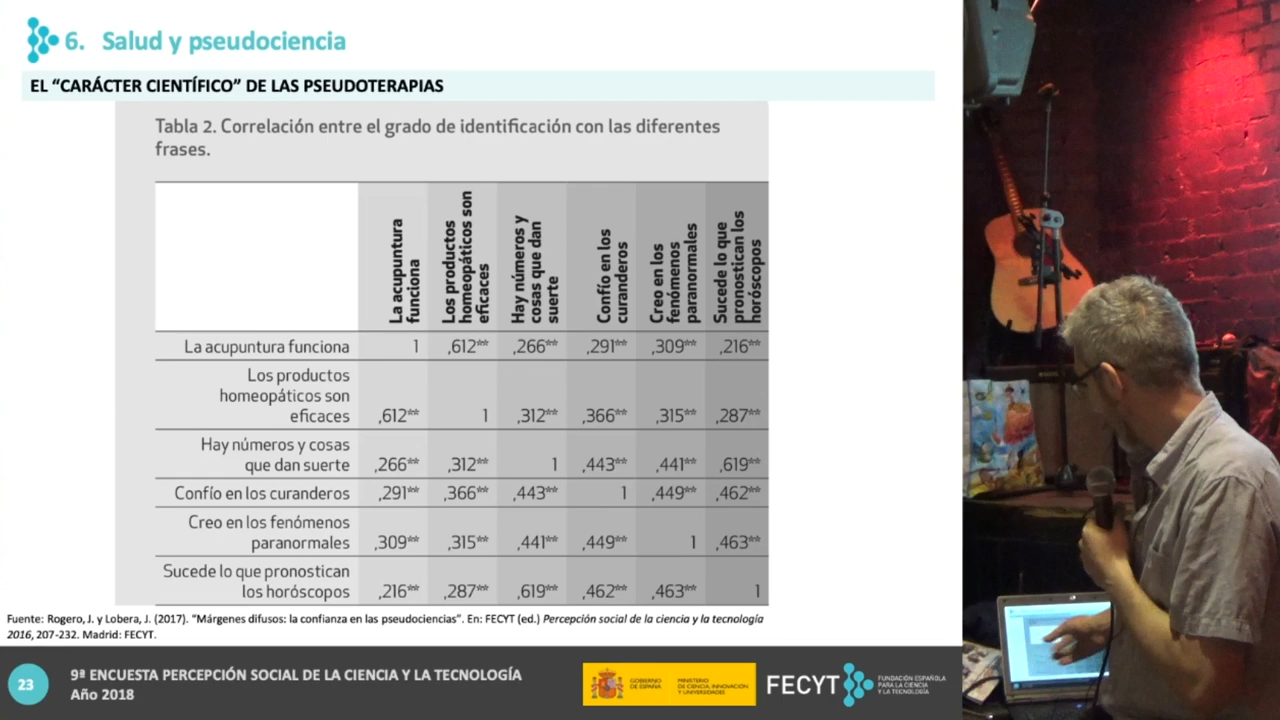 6. Salud y pseudociencia
EL “CARÁCTER CIENTÍFICO” DE LAS PSEUDOTERAPIAS
Tabla 2. Correlación entre el grado de identificación con las diferentes
frases.
La acupuntura
funciona
Los productos
homeopáticos son
eficaces
Hay números y
cosas que dan
suerte
Confío en los
curanderos
Creo en los
fenómenos
paranormales
Sucede lo que
pronostican los
horóscopos
La acupuntura funciona 1 ,612** ,266** ,291** ,309** ,216**
Los productos
homeopáticos son
eficaces ,612** 1 ,312** ,366** ,315** ,287**
Hay números y cosas
que dan suerte ,266** ,312** 1 ,443** ,441** ,619**
Confío en los curanderos ,291** ,366** ,443** 1 ,449** ,462**
Creo en los fenómenos
paranormales ,309** ,315** ,441** ,449** 1 ,463**
Sucede lo que pronostican
los horóscopos ,216** ,287** ,619** ,462** ,463** 1
Fuente: Rogero, J. y Lobera, J. (2017). “Márgenes difusos: la confianza en las pseudociencias”. En: FECYT (ed.) Percepción social de la ciencia y la tecnología
2016, 207-232. Madrid: FECYT.
23
9ª ENCUESTA PERCEPCIÓN SOCIAL DE LA CIENCIA Y LA TECNOLOGÍA
Año 2018
GOBIERNO
DE ESPAÑA
MINISTERIO
DE CIENCIA, INNOVACIÓN
Y UNIVERSIDADES
FECYT
FUNDACIÓN ESPAÑOLA
PARA LA CIENCIA
Y LA TECNOLOGÍA